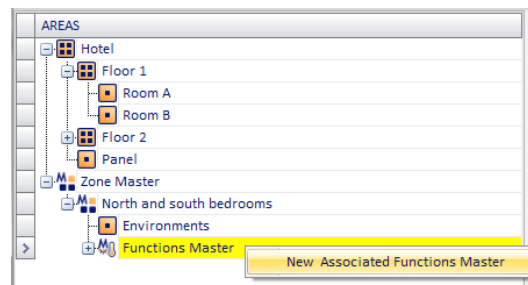 AREAS
Hotel
Floor 1
Room A
Room B
Floor 2
Panel
M Zone Master
M North and south bedrooms
Environments
M Functions Master
New Associated Functions Master